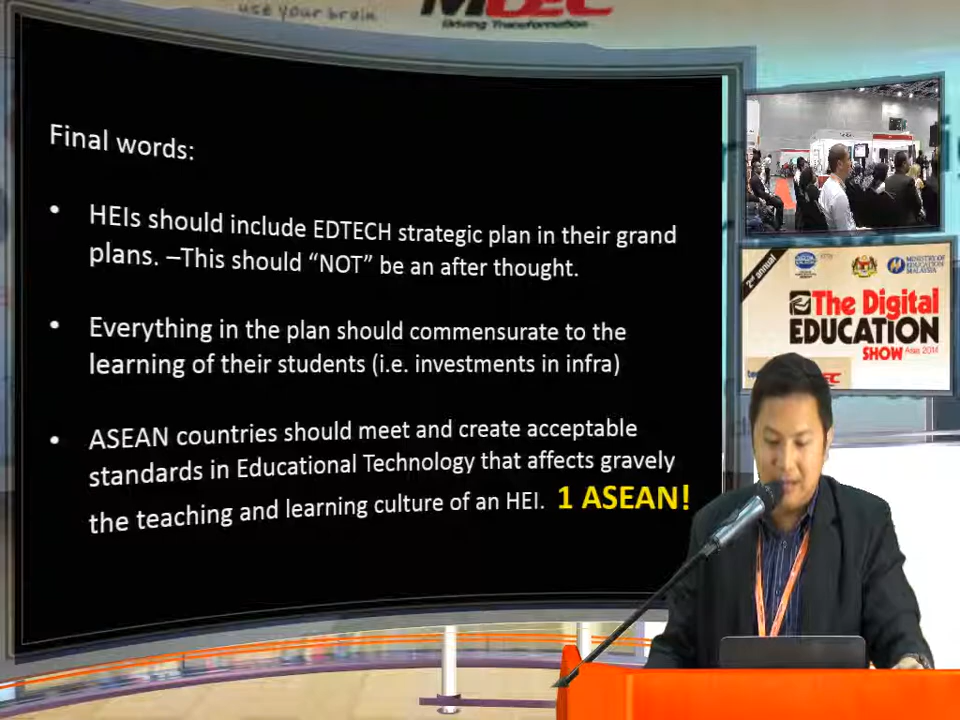 use your brain
MDEC
Driving Transformation
Final words:
• HEIs should include EDTECH strategic plan in their grand
plans. –This should “NOT” be an after thought.
• Everything in the plan should commensurate to the
learning of their students (i.e. investments in infra)
• ASEAN countries should meet and create acceptable
standards in Educational Technology that affects gravely
the teaching and learning culture of an HEI. 1 ASEAN!
2nd annual
MINISTRY OF
EDUCATION
MALAYSIA
The Digital
EDUCATION
SHOW Asia 2014